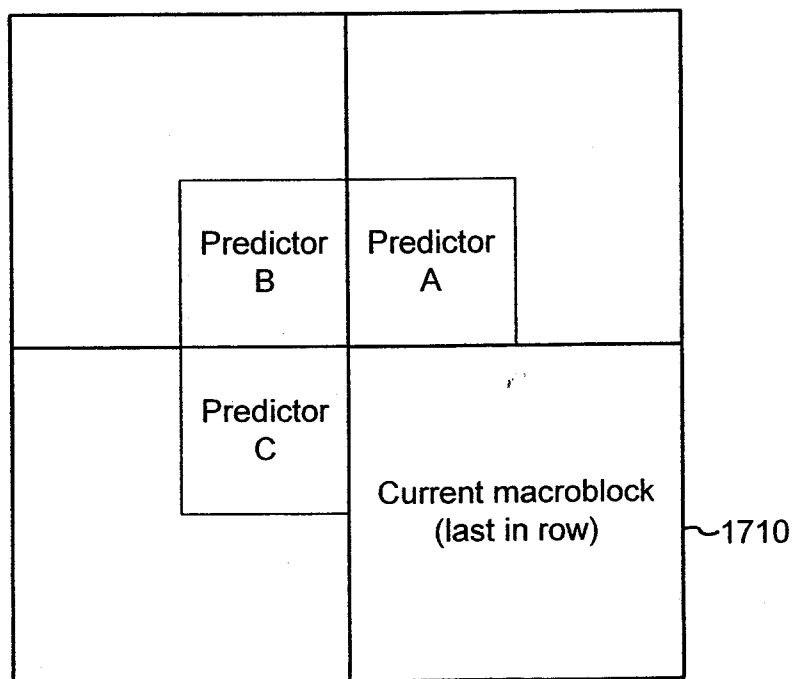 Predictor
B
Predictor
A
Predictor
C
Current macroblock
(last in row)
1710